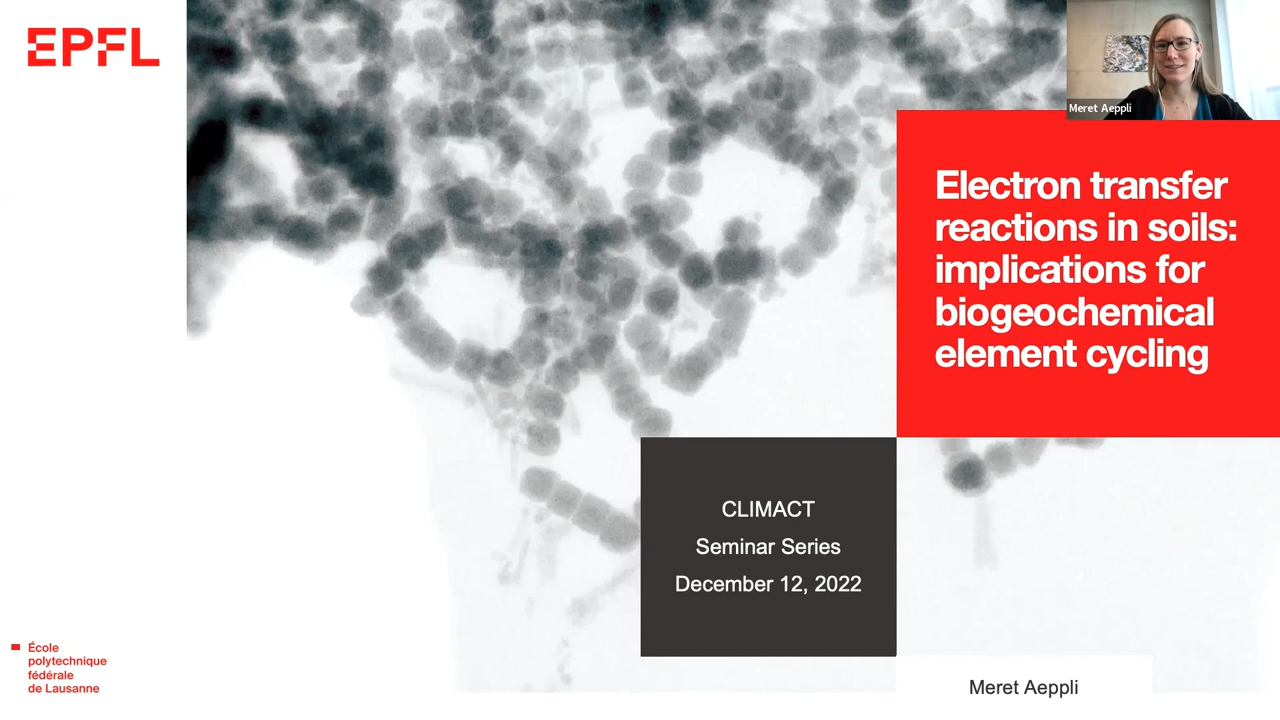 EPFL
Meret Aeppli
Electron transfer
reactions in soils:
implications for
biogeochemical
element cycling
CLIMACT
Seminar Series
December 12, 2022
École
polytechnique
fédérale
de Lausanne
Meret Aeppli